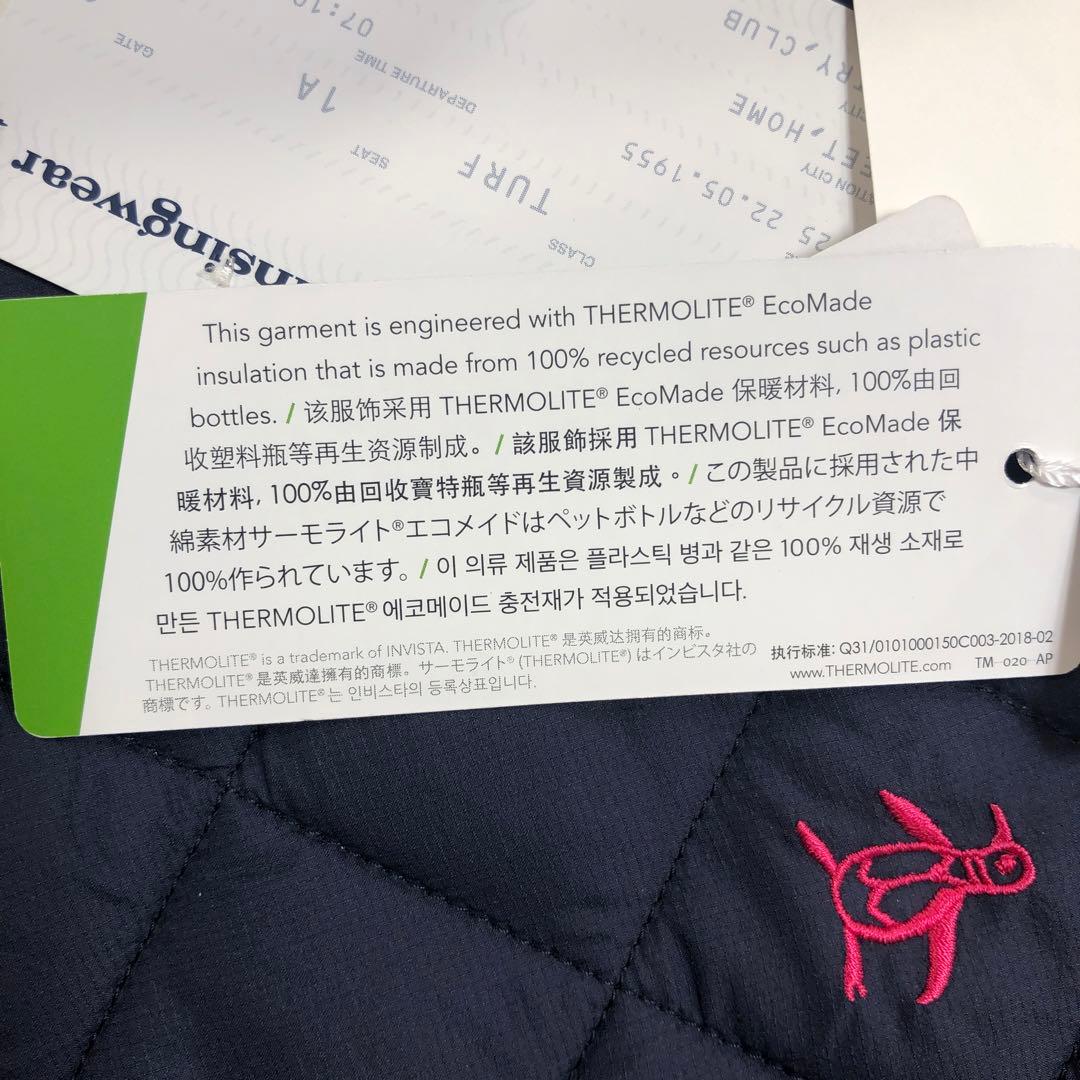 nsingwear
GATE
1A
SEAT
TURF
CLASS
07:10
DEPARTURE TIME
22.05.1955
25
HOME
CLUB
CITY
This garment is engineered with THERMOLITE® EcoMade
insulation that is made from 100% recycled resources such as plastic
bottles. / 该服饰采用 THERMOLITE® EcoMade 保暖材料, 100%由回
收塑料瓶等再生资源制成。 / 該服飾採用 THERMOLITE® EcoMade 保
暖材料, 100%由回收寶特瓶等再生資源製成 。 / この製品に採用された中
綿素材サーモライト®エコメイドはペットボトルなどのリサイクル資源で
100%作られています。 / 이 의류 제품은 플라스틱 병과 같은 100% 재생 소재로
만든 THERMOLITE® 에코메이드 충전재가 적용되었습니다.
THERMOLITE® is a trademark of INVISTA. THERMOLITE® 是英威达拥有的商标。
THERMOLITE® 是英威達擁有的商標。サーモライト® (THERMOLITE®) はインビスタ社の
商標です。THERMOLITE®는 인비스타의 등록상표입니다.
执行标准: Q31/0101000150C003-2018-02
www.THERMOLITE.com TM 020 AP